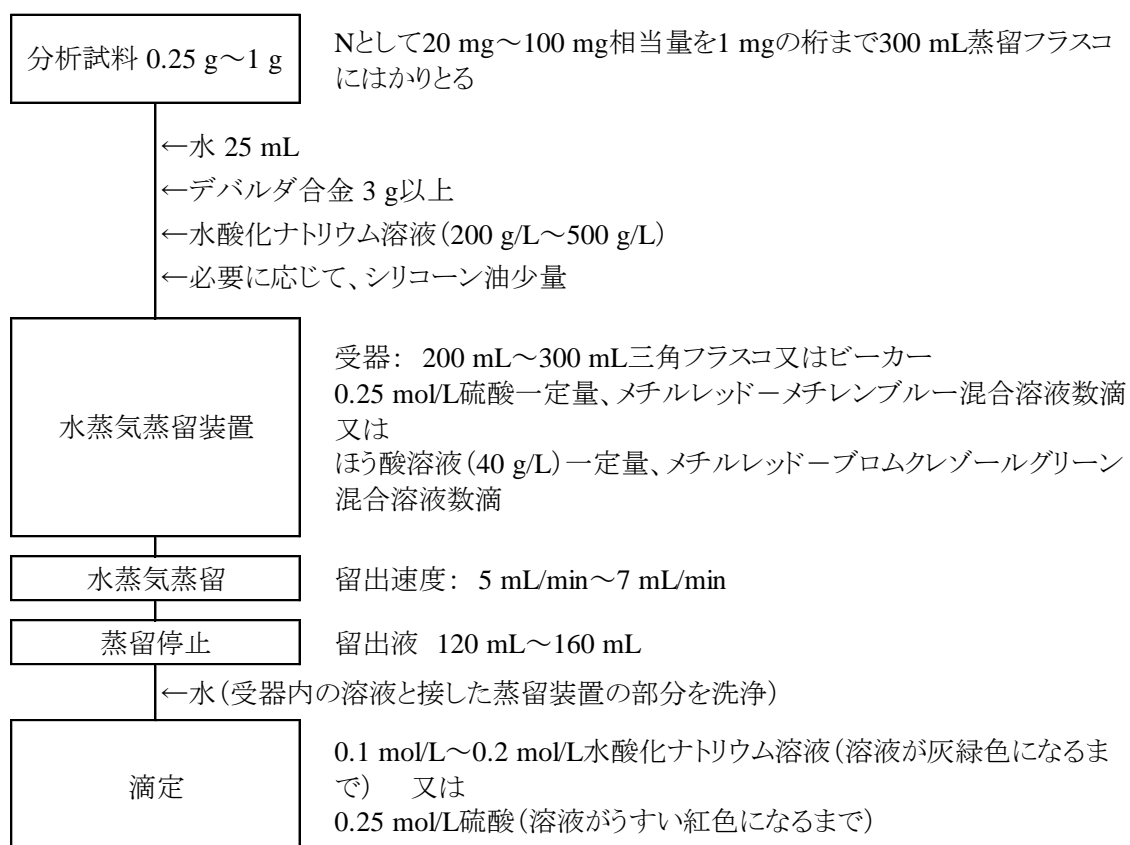 分析試料 0.25 g～1 g
Nとして20 mg～100 mg相当量を1 mgの桁まで300 mL蒸留フラスコ
にはかりとる
←水 25 mL
←デバルダ合金 3 g以上
←水酸化ナトリウム溶液（200 g/L～500 g/L）
←必要に応じて、シリコーン油少量
水蒸気蒸留装置
受器： 200 mL～300 mL三角フラスコ又はビーカー
0.25 mol/L硫酸一定量、メチルレッド－メチレンブルー混合溶液数滴
又は
ほう酸溶液（40 g/L）一定量、メチルレッド－ブロムクレゾールグリーン
混合溶液数滴
水蒸気蒸留
留出速度： 5 mL/min～7 mL/min
蒸留停止
留出液 120 mL～160 mL
←水（受器内の溶液と接した蒸留装置の部分を洗浄）
滴定
0.1 mol/L～0.2 mol/L水酸化ナトリウム溶液（溶液が灰緑色になるま
で） 又は
0.25 mol/L硫酸（溶液がうすい紅色になるまで）